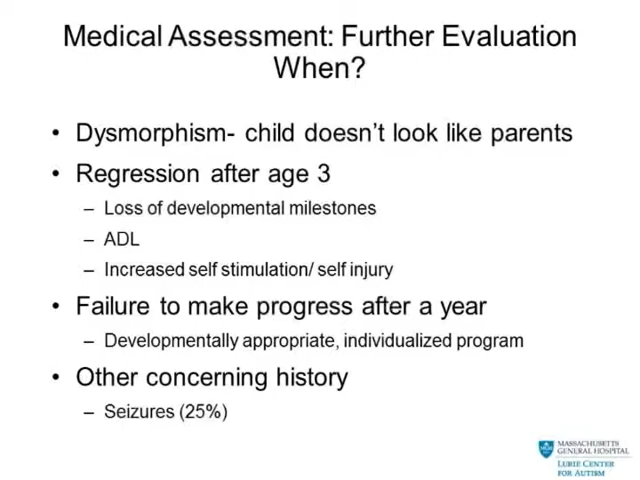 Medical Assessment: Further Evaluation
When?
• Dysmorphism- child doesn't look like parents
• Regression after age 3
– Loss of developmental milestones
– ADL
– Increased self stimulation/ self injury
• Failure to make progress after a year
– Developmentally appropriate, individualized program
• Other concerning history
– Seizures (25%)
MASSACHUSETTS
GENERAL HOSPITAL
LURIE CENTER
FOR AUTISM